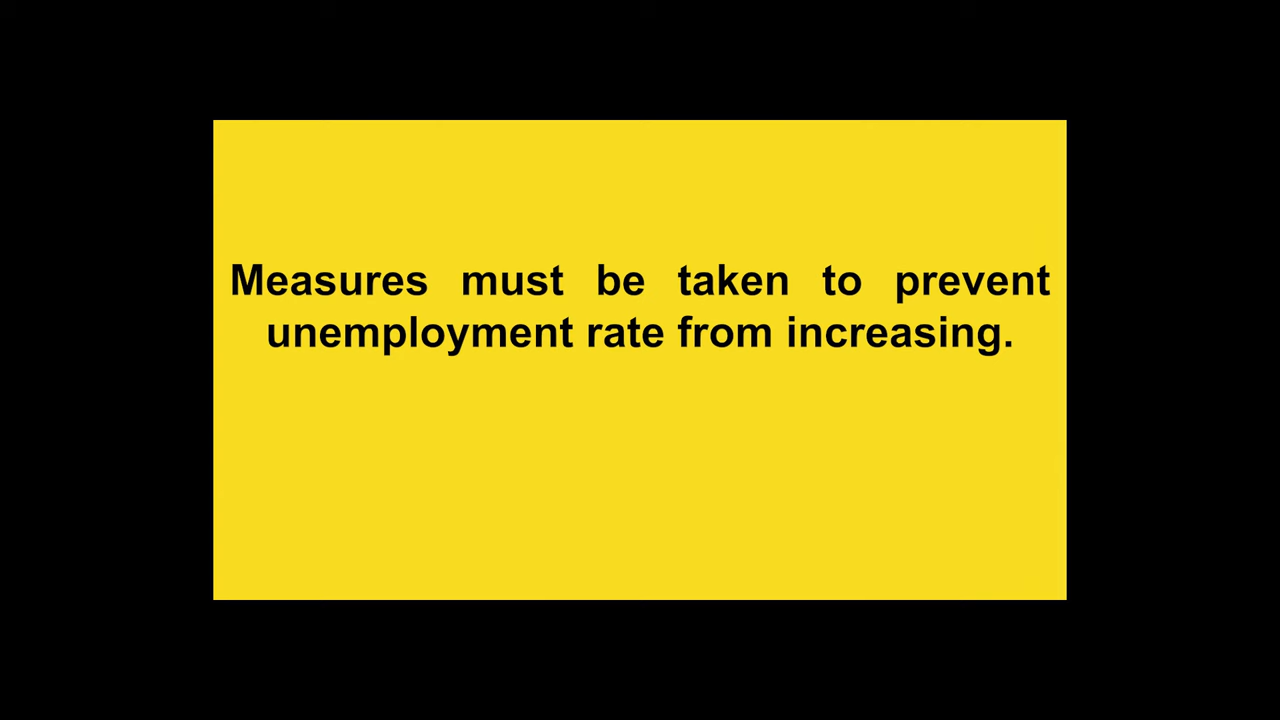 Measures must be taken to prevent
unemployment rate from increasing.